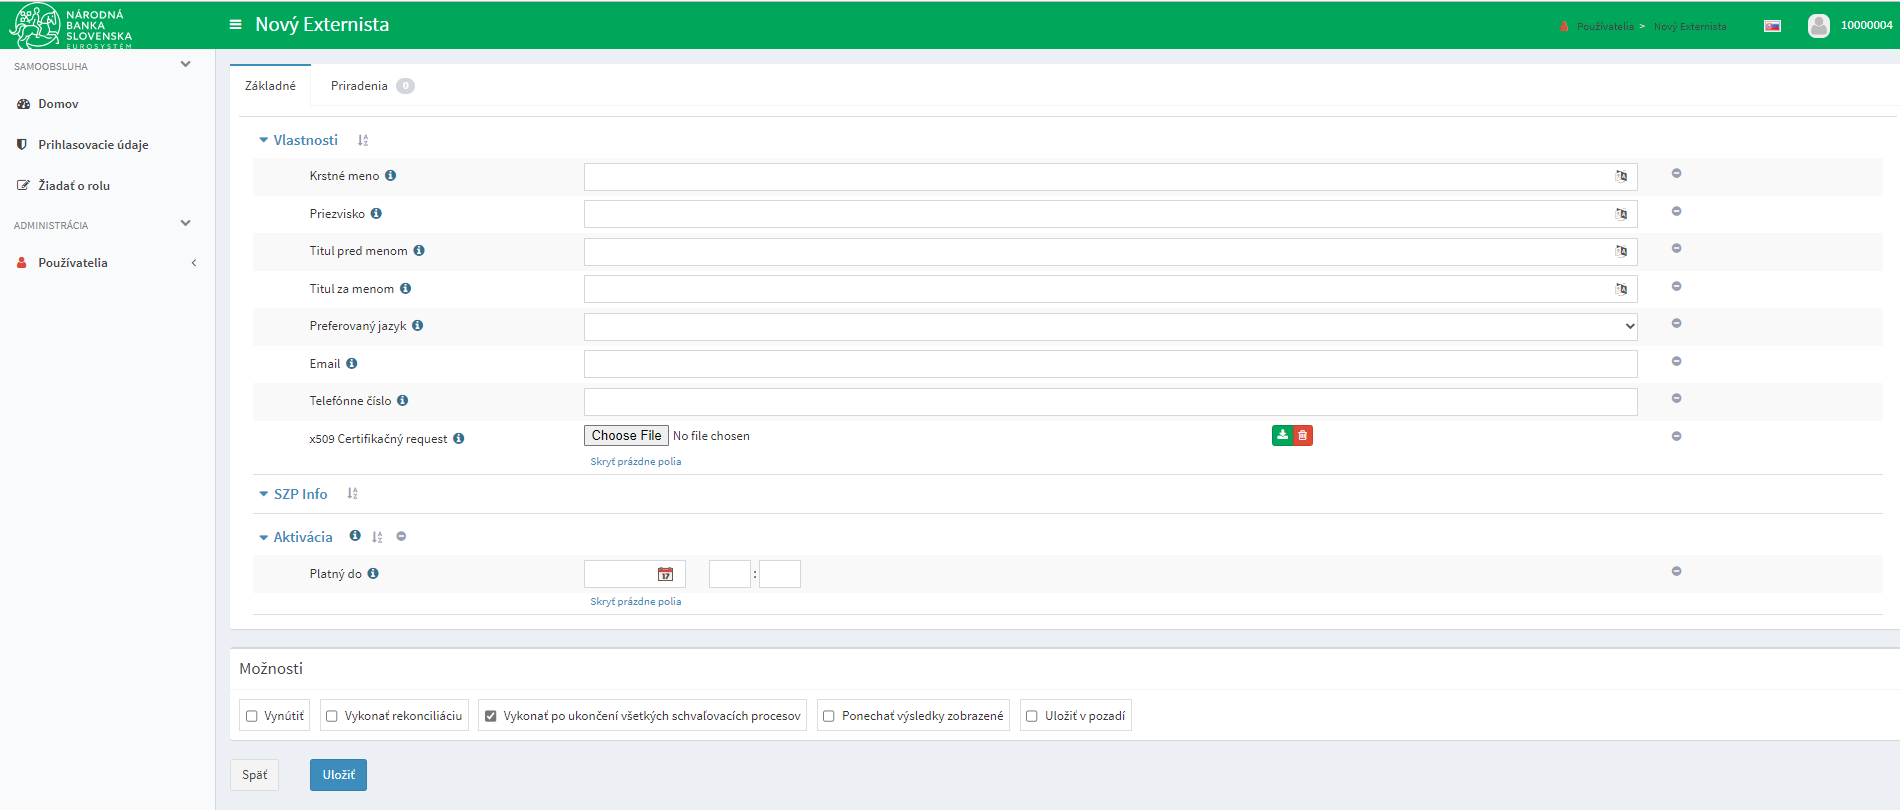 NÁRODNÁ
BANKA
SLOVENSKA
EUROSYSTÉM
Nový Externista
Používatelia > Nový Externista
10000004
SAMOOBSLUHA
Domov
Prihlasovacie údaje
Žiadať o rolu
ADMINISTRÁCIA
Používatelia
Základné
Priradenia 0
Vlastnosti
Krstné meno
Priezvisko
Titul pred menom
Titul za menom
Preferovaný jazyk
Email
Telefónne číslo
x509 Certifikačný request
Choose File No file chosen
Skryť prázdne polia
SZP Info
Aktivácia
Platný do
17
:
Skryť prázdne polia
Možnosti
Vynútiť
Vykonať rekonciliáciu
Vykonať po ukončení všetkých schvaľovacích procesov
Ponechať výsledky zobrazené
Uložiť v pozadí
Späť
Uložiť